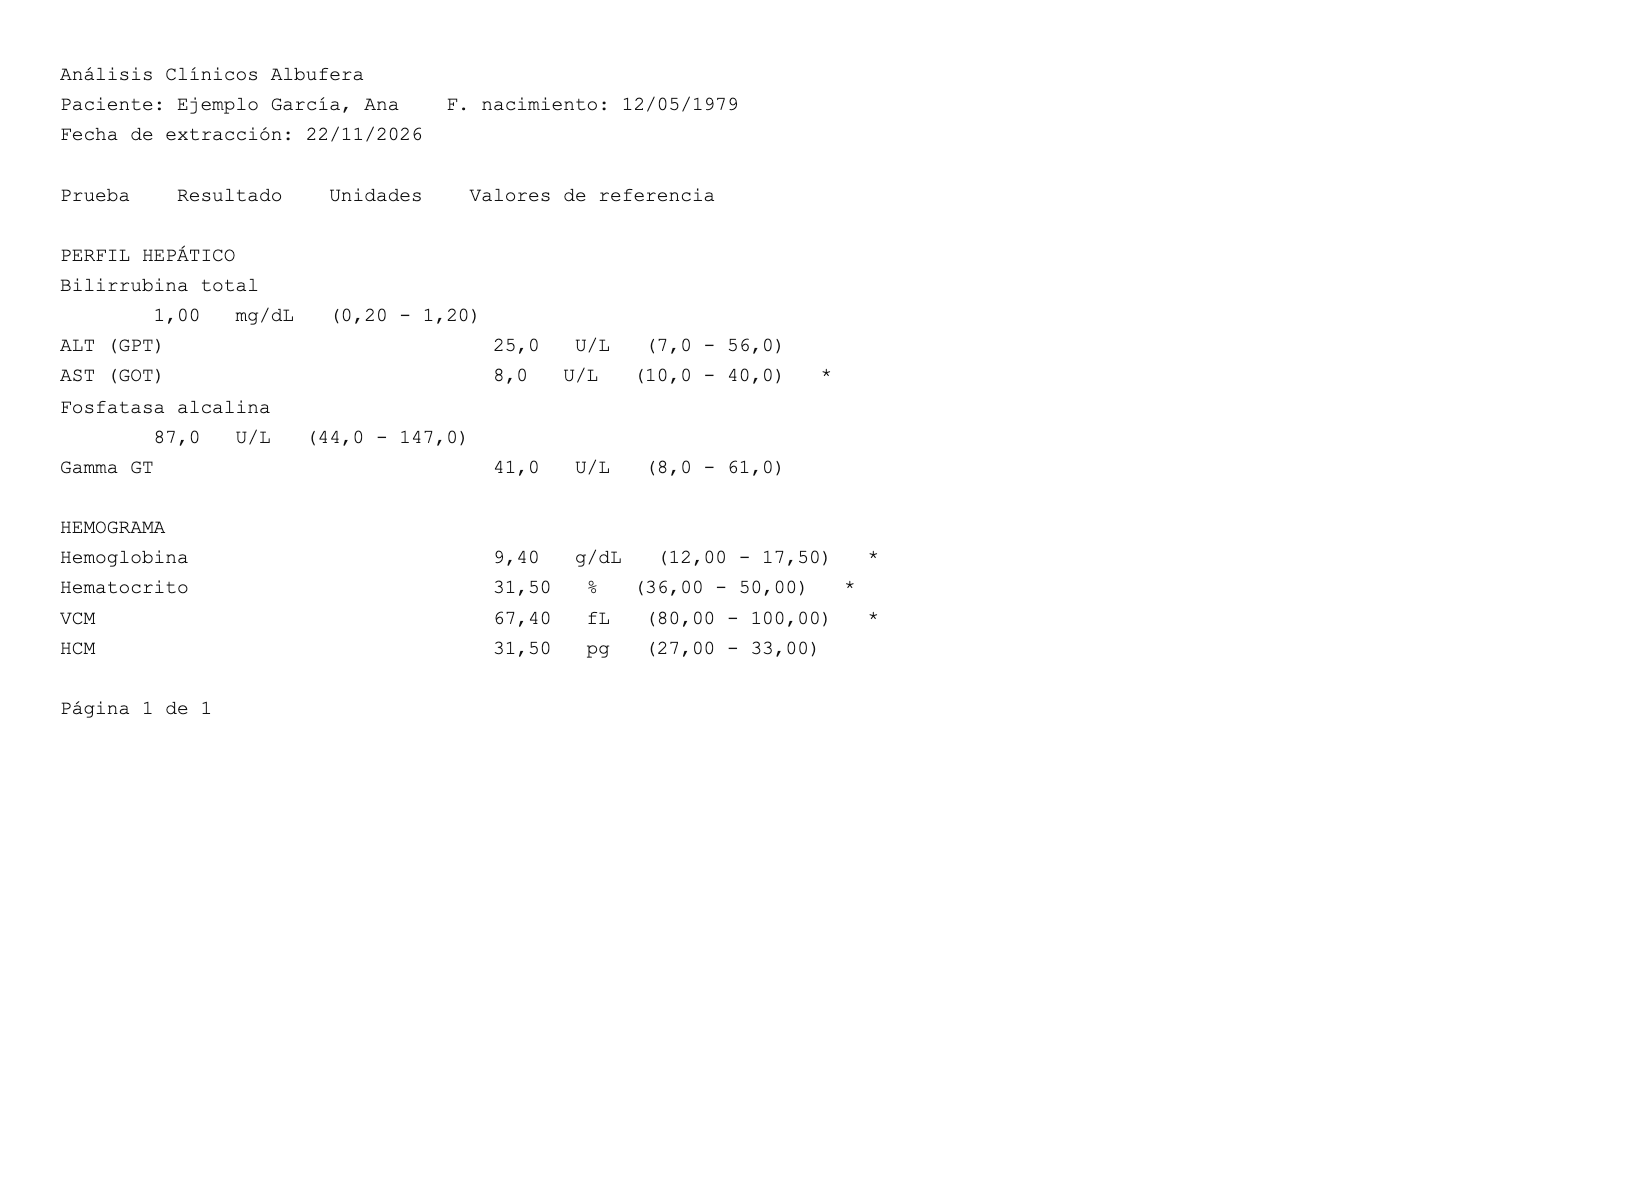 Análisis Clínicos Albufera
Paciente: Ejemplo García, Ana    F. nacimiento: 12/05/1979
Fecha de extracción: 22/11/2026
Prueba    Resultado    Unidades    Valores de referencia
PERFIL HEPÁTICO
Bilirrubina total
        1,00   mg/dL   (0,20 - 1,20)
ALT (GPT)                            25,0   U/L   (7,0 - 56,0)
AST (GOT)                            8,0   U/L   (10,0 - 40,0)   *
Fosfatasa alcalina
        87,0   U/L   (44,0 - 147,0)
Gamma GT                             41,0   U/L   (8,0 - 61,0)
HEMOGRAMA
Hemoglobina                          9,40   g/dL   (12,00 - 17,50)   *
Hematocrito                          31,50   %   (36,00 - 50,00)   *
VCM                                  67,40   fL   (80,00 - 100,00)   *
HCM                                  31,50   pg   (27,00 - 33,00)
Página 1 de 1